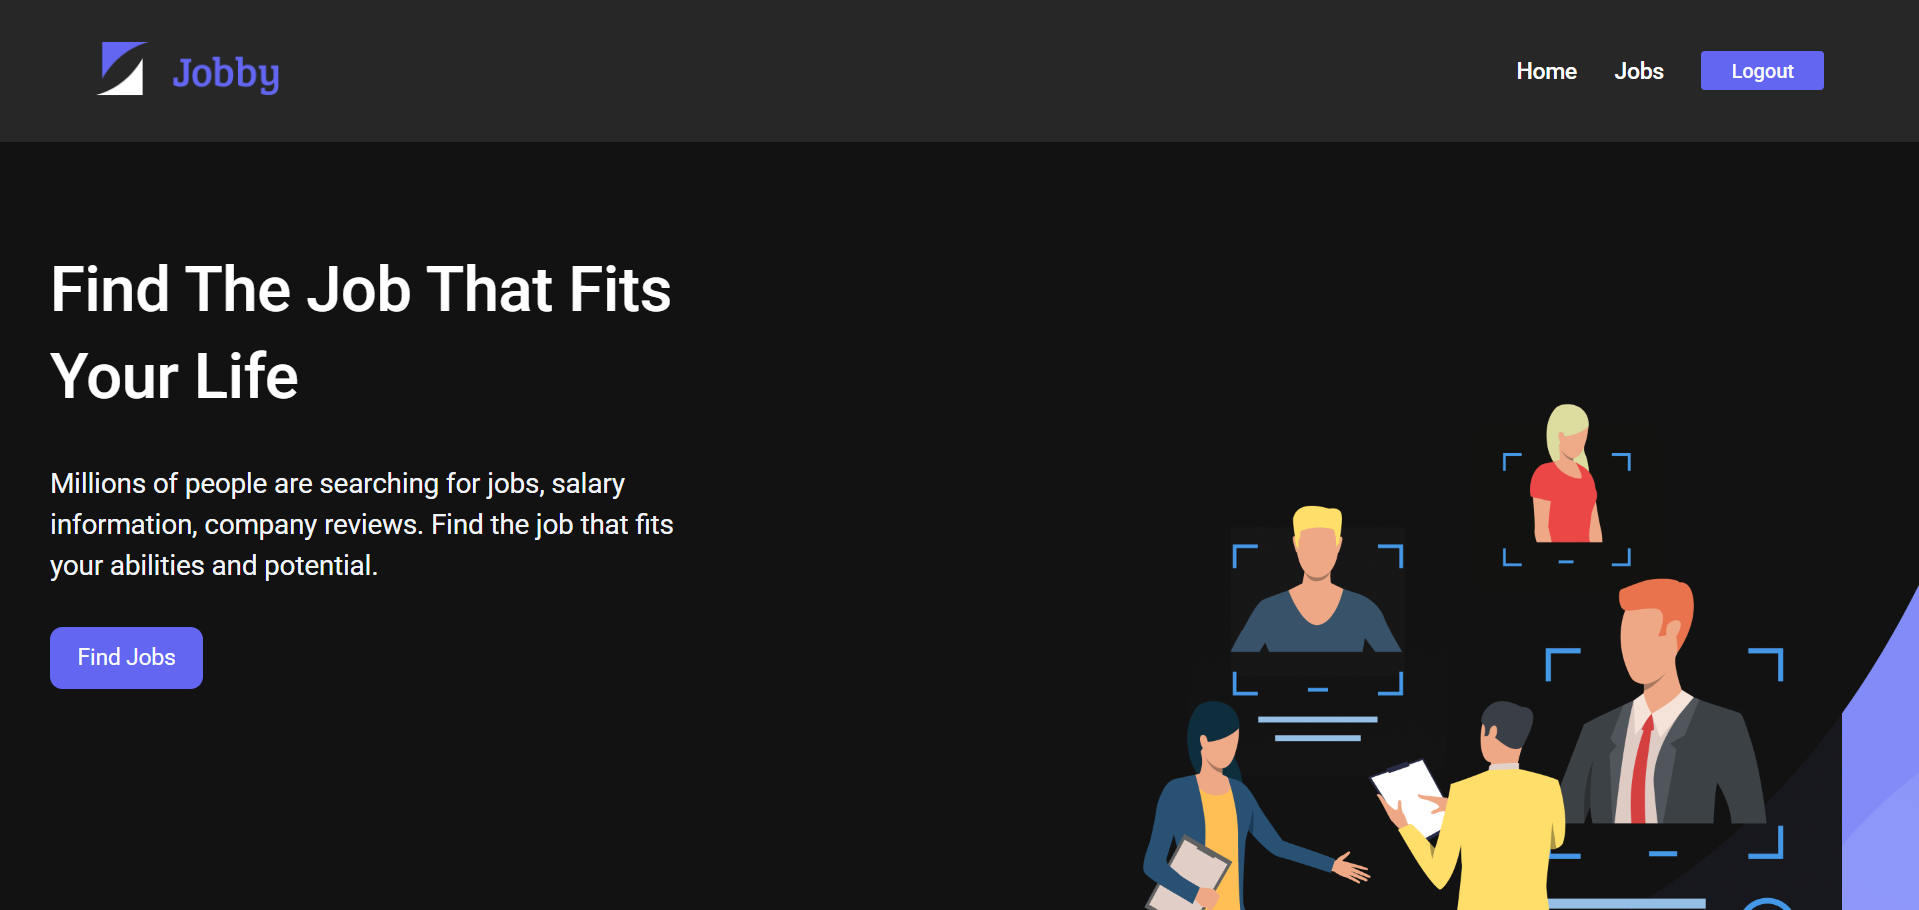 Jobby
Home
Jobs
Logout
Find The Job That Fits
Your Life
Millions of people are searching for jobs, salary
information, company reviews. Find the job that fits
your abilities and potential.
Find Jobs